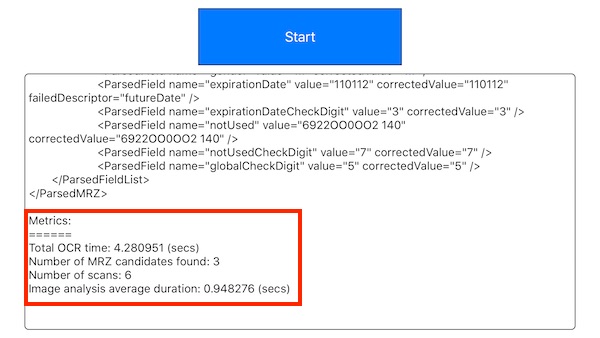 Start
<ParsedField name="expirationDate" value="110112" correctedValue="110112"
failedDescriptor="futureDate" />
<ParsedField name="expirationDateCheckDigit" value="3" correctedValue="3" />
<ParsedField name="notUsed" value="6922OO0OO2 140"
correctedValue="6922OO0OO2 140" />
<ParsedField name="notUsedCheckDigit" value="7" correctedValue="7" />
<ParsedField name="globalCheckDigit" value="5" correctedValue="5" />
</ParsedFieldList>
</ParsedMRZ>
Metrics:
======
Total OCR time: 4.280951 (secs)
Number of MRZ candidates found: 3
Number of scans: 6
Image analysis average duration: 0.948276 (secs)